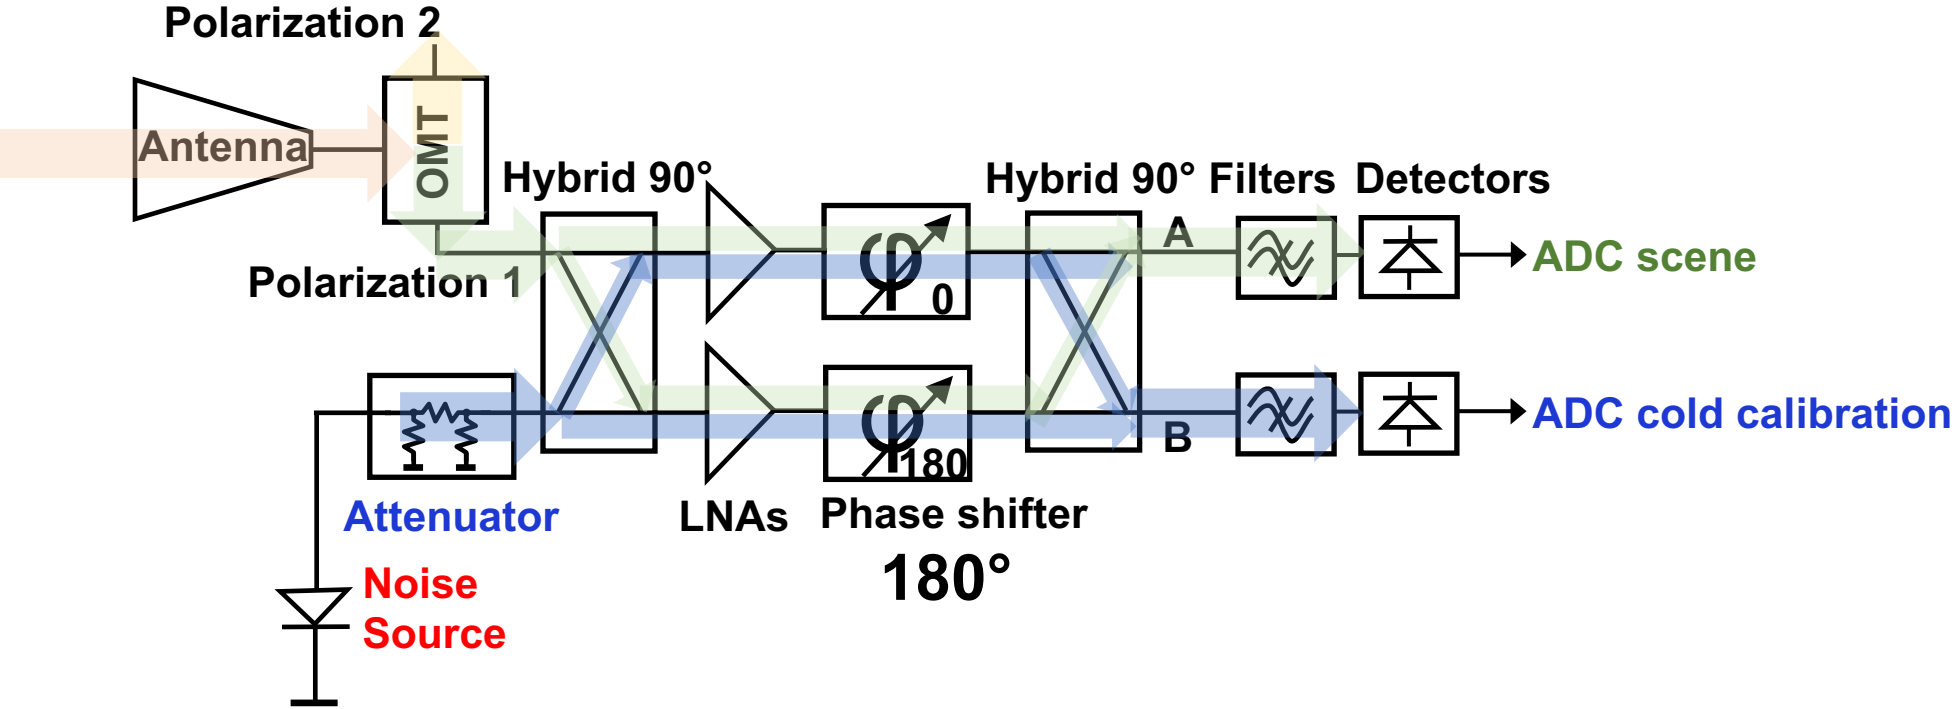 Polarization 2
Antenna
OMT
Hybrid 90°
Hybrid 90°
Filters
Detectors
A
ADC scene
φ
0
Polarization 1
φ
180
B
ADC cold calibration
Attenuator
LNAs
Phase shifter
180°
Noise
Source